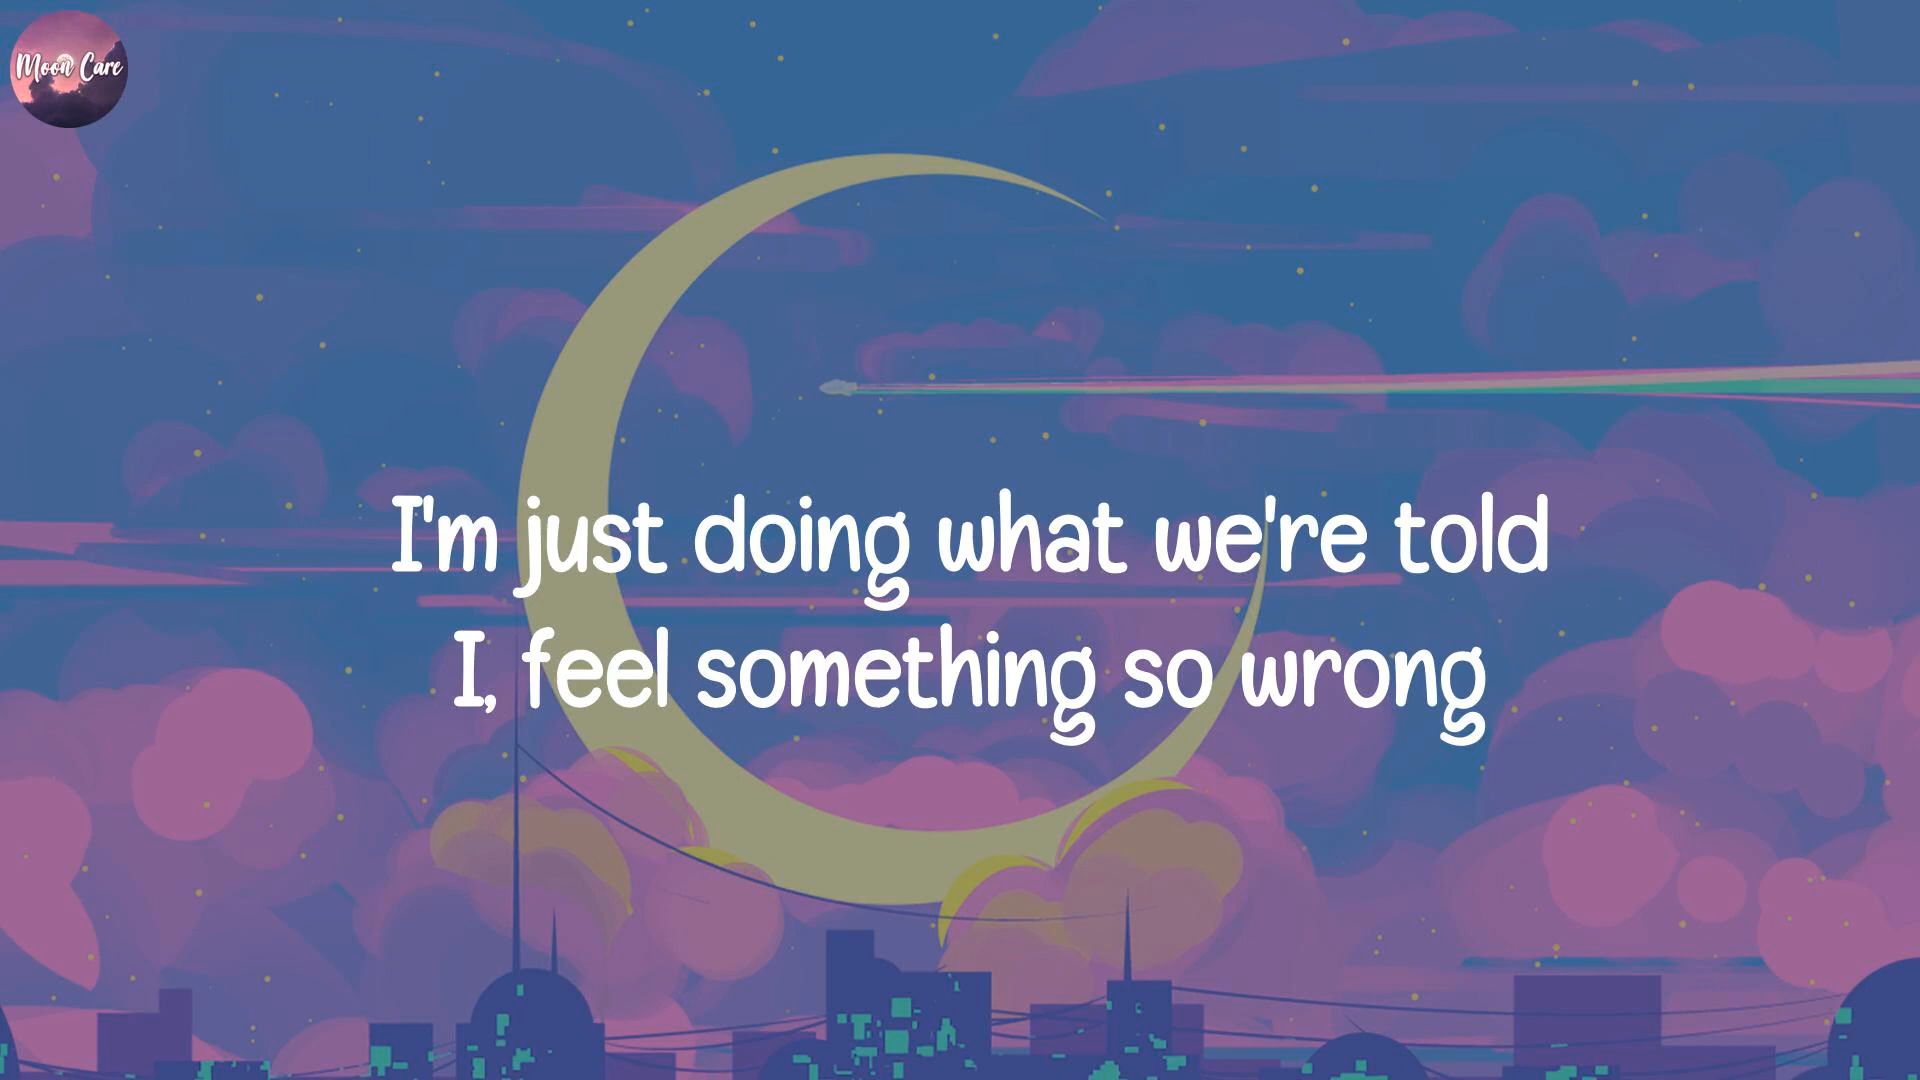 Moon Care
I'm just doing what we're told
I, feel something so wrong